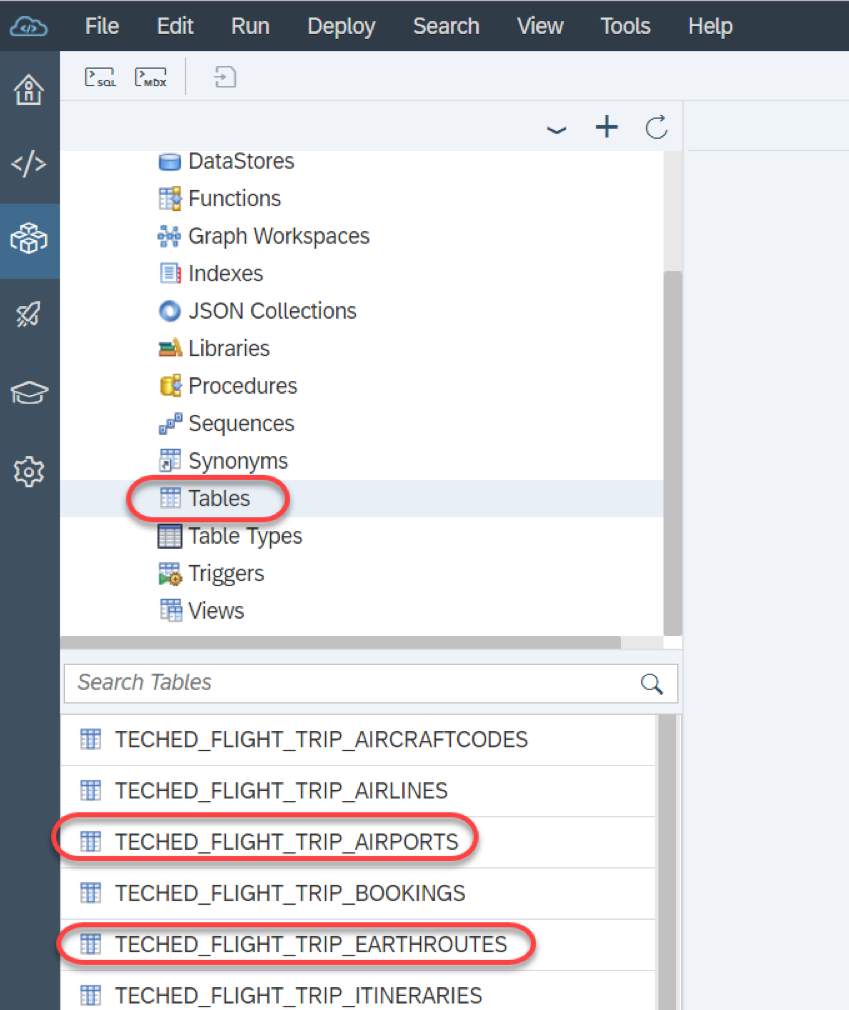 File Edit Run Deploy Search View Tools Help
SQL MDX
DataStores
Functions
Graph Workspaces
Indexes
JSON Collections
Libraries
Procedures
Sequences
Synonyms
Tables
Table Types
Triggers
Views
Search Tables
TECHED_FLIGHT_TRIP_AIRCRAFTCODES
TECHED_FLIGHT_TRIP_AIRLINES
TECHED_FLIGHT_TRIP_AIRPORTS
TECHED_FLIGHT_TRIP_BOOKINGS
TECHED_FLIGHT_TRIP_EARTHROUTES
TECHED_FLIGHT_TRIP_ITINERARIES